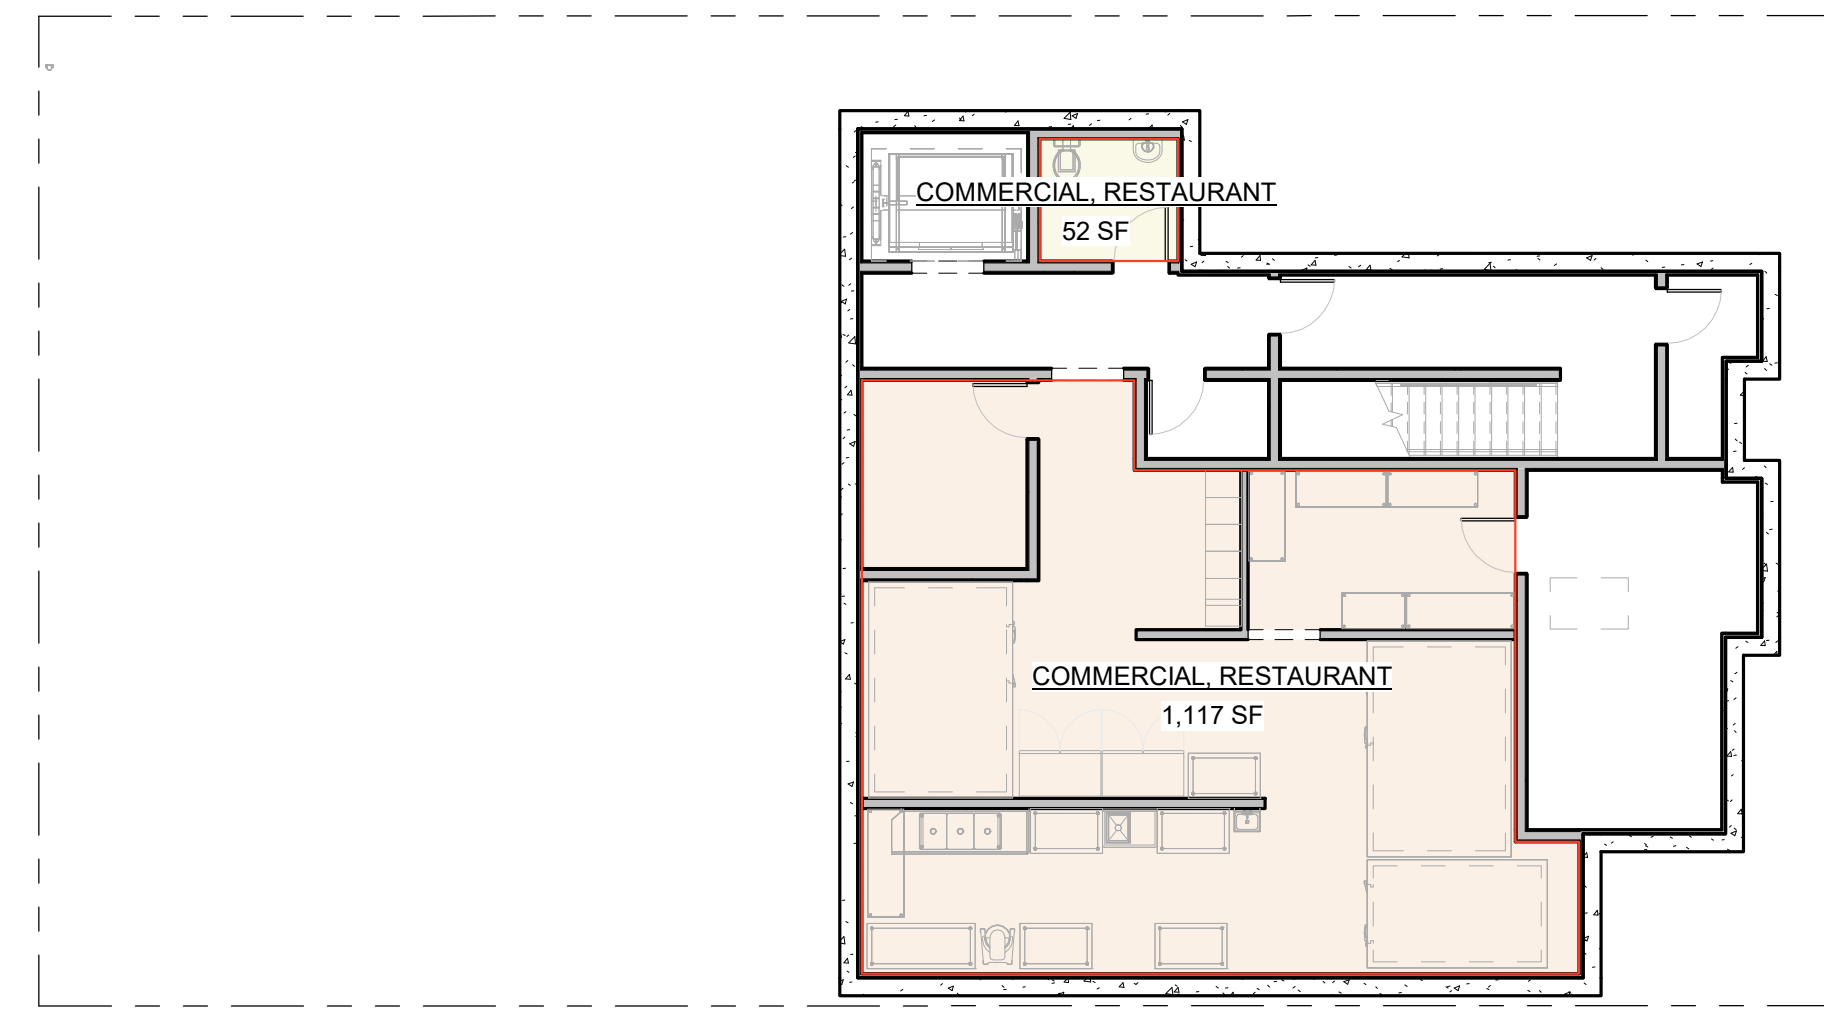 COMMERCIAL, RESTAURANT
52 SF
COMMERCIAL, RESTAURANT
1,117 SF